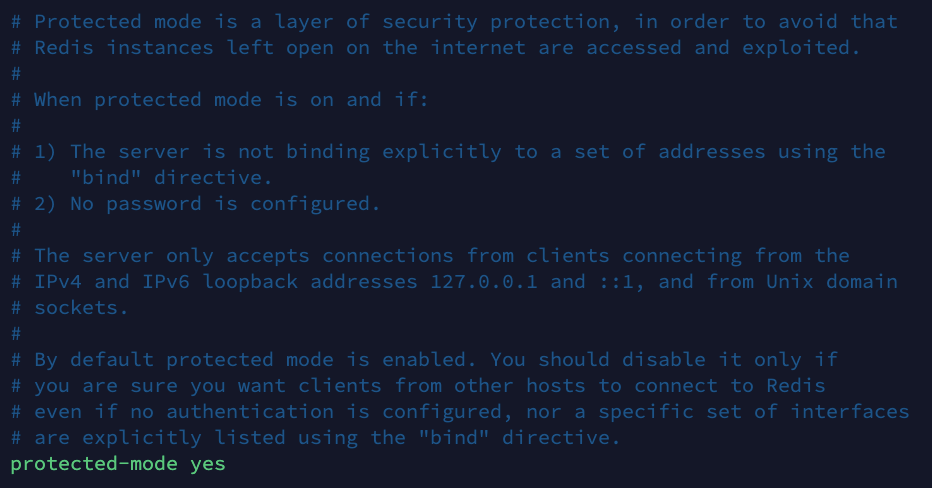 # Protected mode is a layer of security protection, in order to avoid that
# Redis instances left open on the internet are accessed and exploited.
#
# When protected mode is on and if:
#
# 1) The server is not binding explicitly to a set of addresses using the
#    "bind" directive.
# 2) No password is configured.
#
# The server only accepts connections from clients connecting from the
# IPv4 and IPv6 loopback addresses 127.0.0.1 and ::1, and from Unix domain
# sockets.
#
# By default protected mode is enabled. You should disable it only if
# you are sure you want clients from other hosts to connect to Redis
# even if no authentication is configured, nor a specific set of interfaces
# are explicitly listed using the "bind" directive.
protected-mode yes